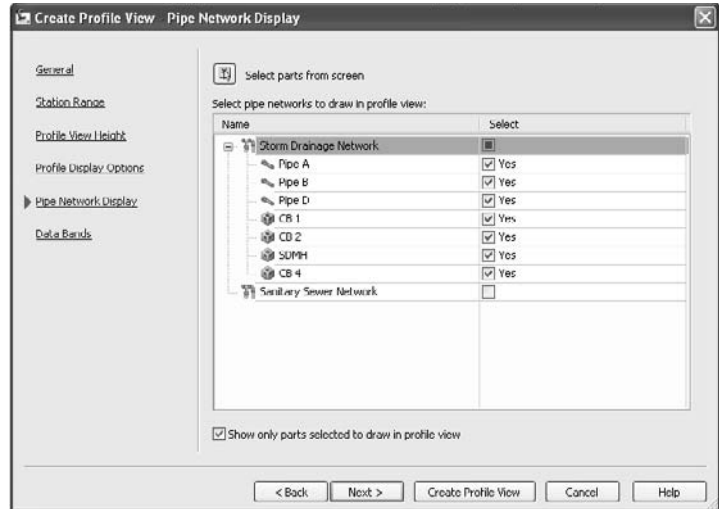 Create Profile View - Pipe Network Display
General
Station Range
Profile View Height
Profile Display Options
Pipe Network Display
Data Bands
Select parts from screen
Select pipe networks to draw in profile view:
Name Select
Storm Drainage Network
Pipe A Yes
Pipe B Yes
Pipe D Yes
CB 1 Yes
CB 2 Yes
SDMH Yes
CB 4 Yes
Sanitary Sewer Network
Show only parts selected to draw in profile view
< Back Next > Create Profile View Cancel Help